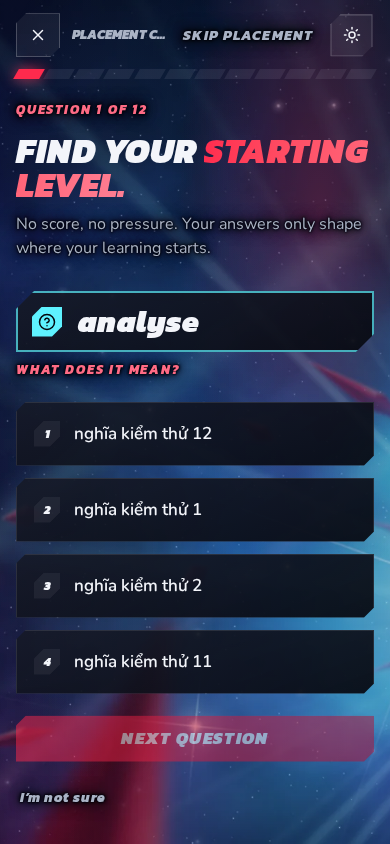 PLACEMENT C... SKIP PLACEMENT
QUESTION 1 OF 12
FIND YOUR STARTING
LEVEL.
No score, no pressure. Your answers only shape
where your learning starts.
analyse
WHAT DOES IT MEAN?
1 nghĩa kiểm thử 12
2 nghĩa kiểm thử 1
3 nghĩa kiểm thử 2
4 nghĩa kiểm thử 11
NEXT QUESTION
I'm not sure